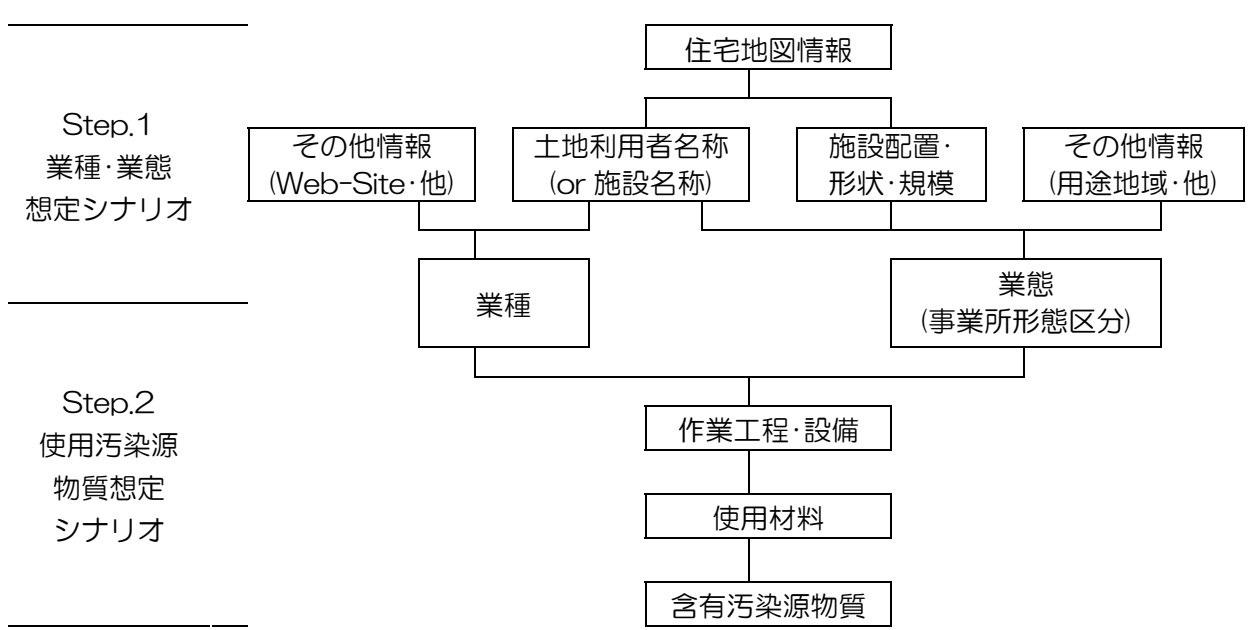 住宅地図情報
Step.1
業種･業態
想定シナリオ
その他情報
(Web-Site･他)
土地利用者名称
(or 施設名称)
施設配置･
形状･規模
その他情報
(用途地域･他)
業種
業態
(事業所形態区分)
Step.2
使用汚染源
物質想定
シナリオ
作業工程･設備
使用材料
含有汚染源物質